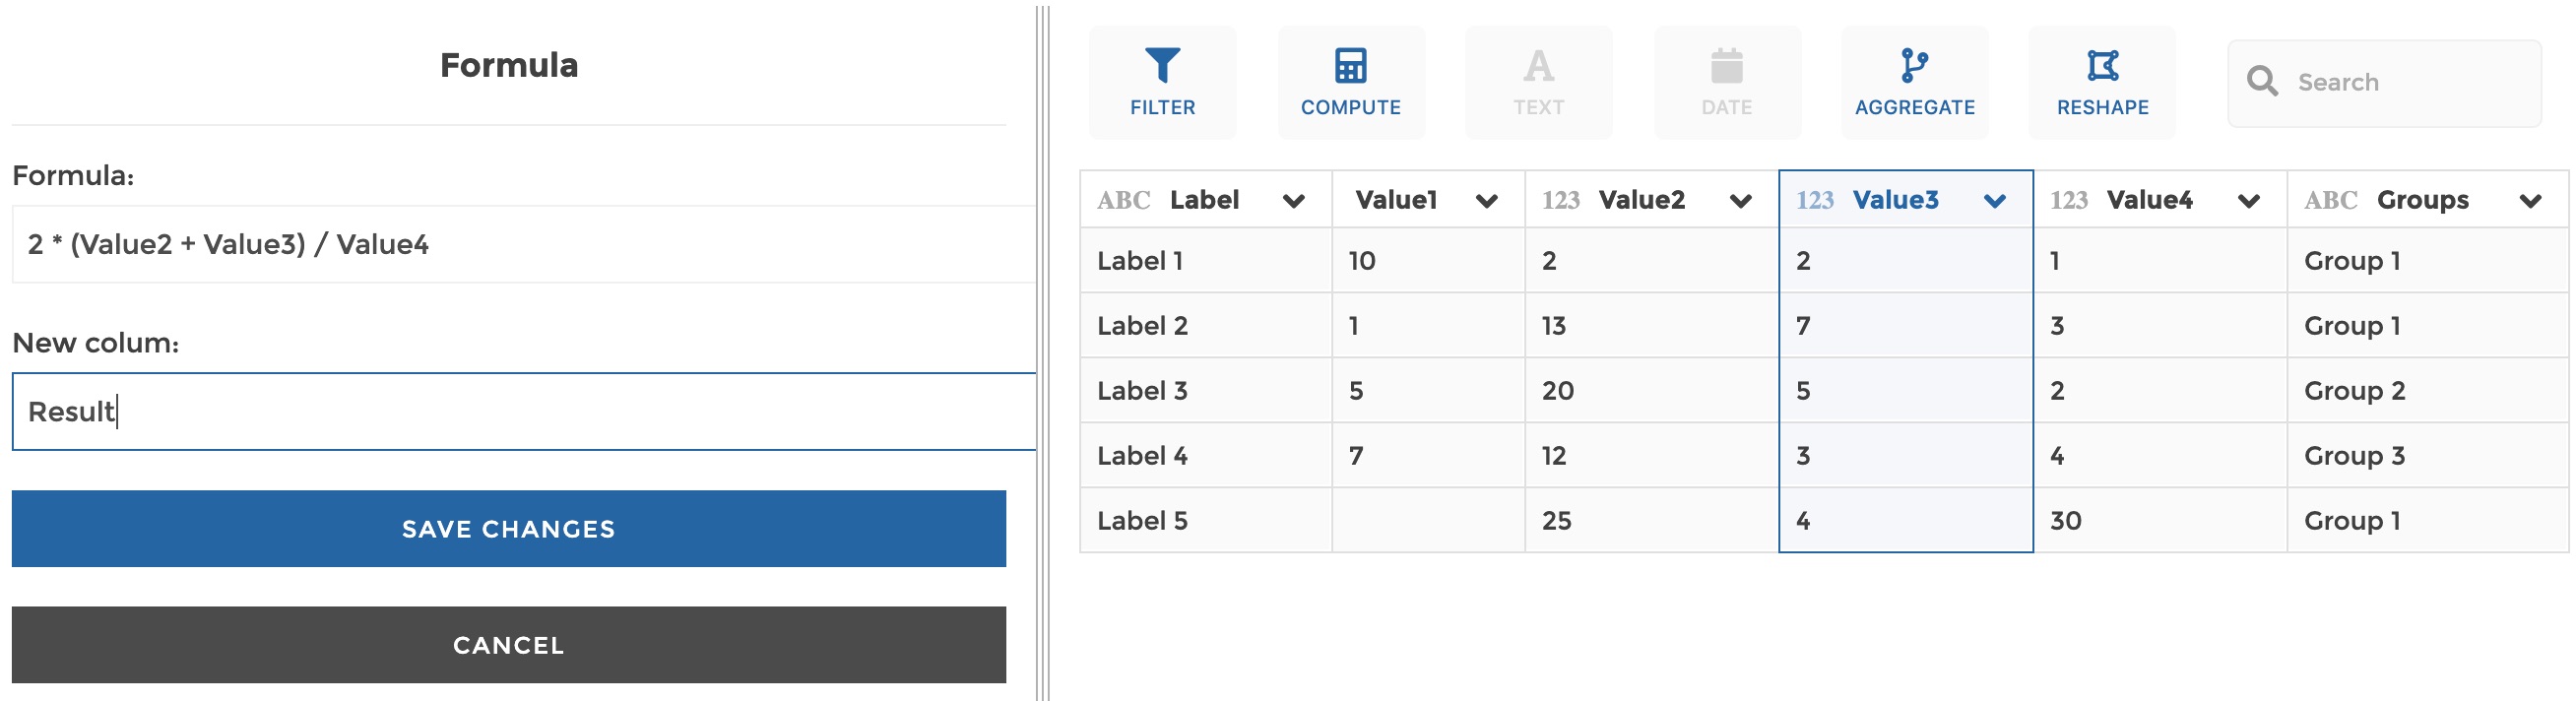 Formula
Formula:
2 * (Value2 + Value3) / Value4
New colum:
Result
SAVE CHANGES
CANCEL
FILTER COMPUTE TEXT DATE AGGREGATE RESHAPE Search
ABC Label Value1 123 Value2 123 Value3 123 Value4 ABC Groups
Label 1 10 2 2 1 Group 1
Label 2 1 13 7 3 Group 1
Label 3 5 20 5 2 Group 2
Label 4 7 12 3 4 Group 3
Label 5 25 4 30 Group 1